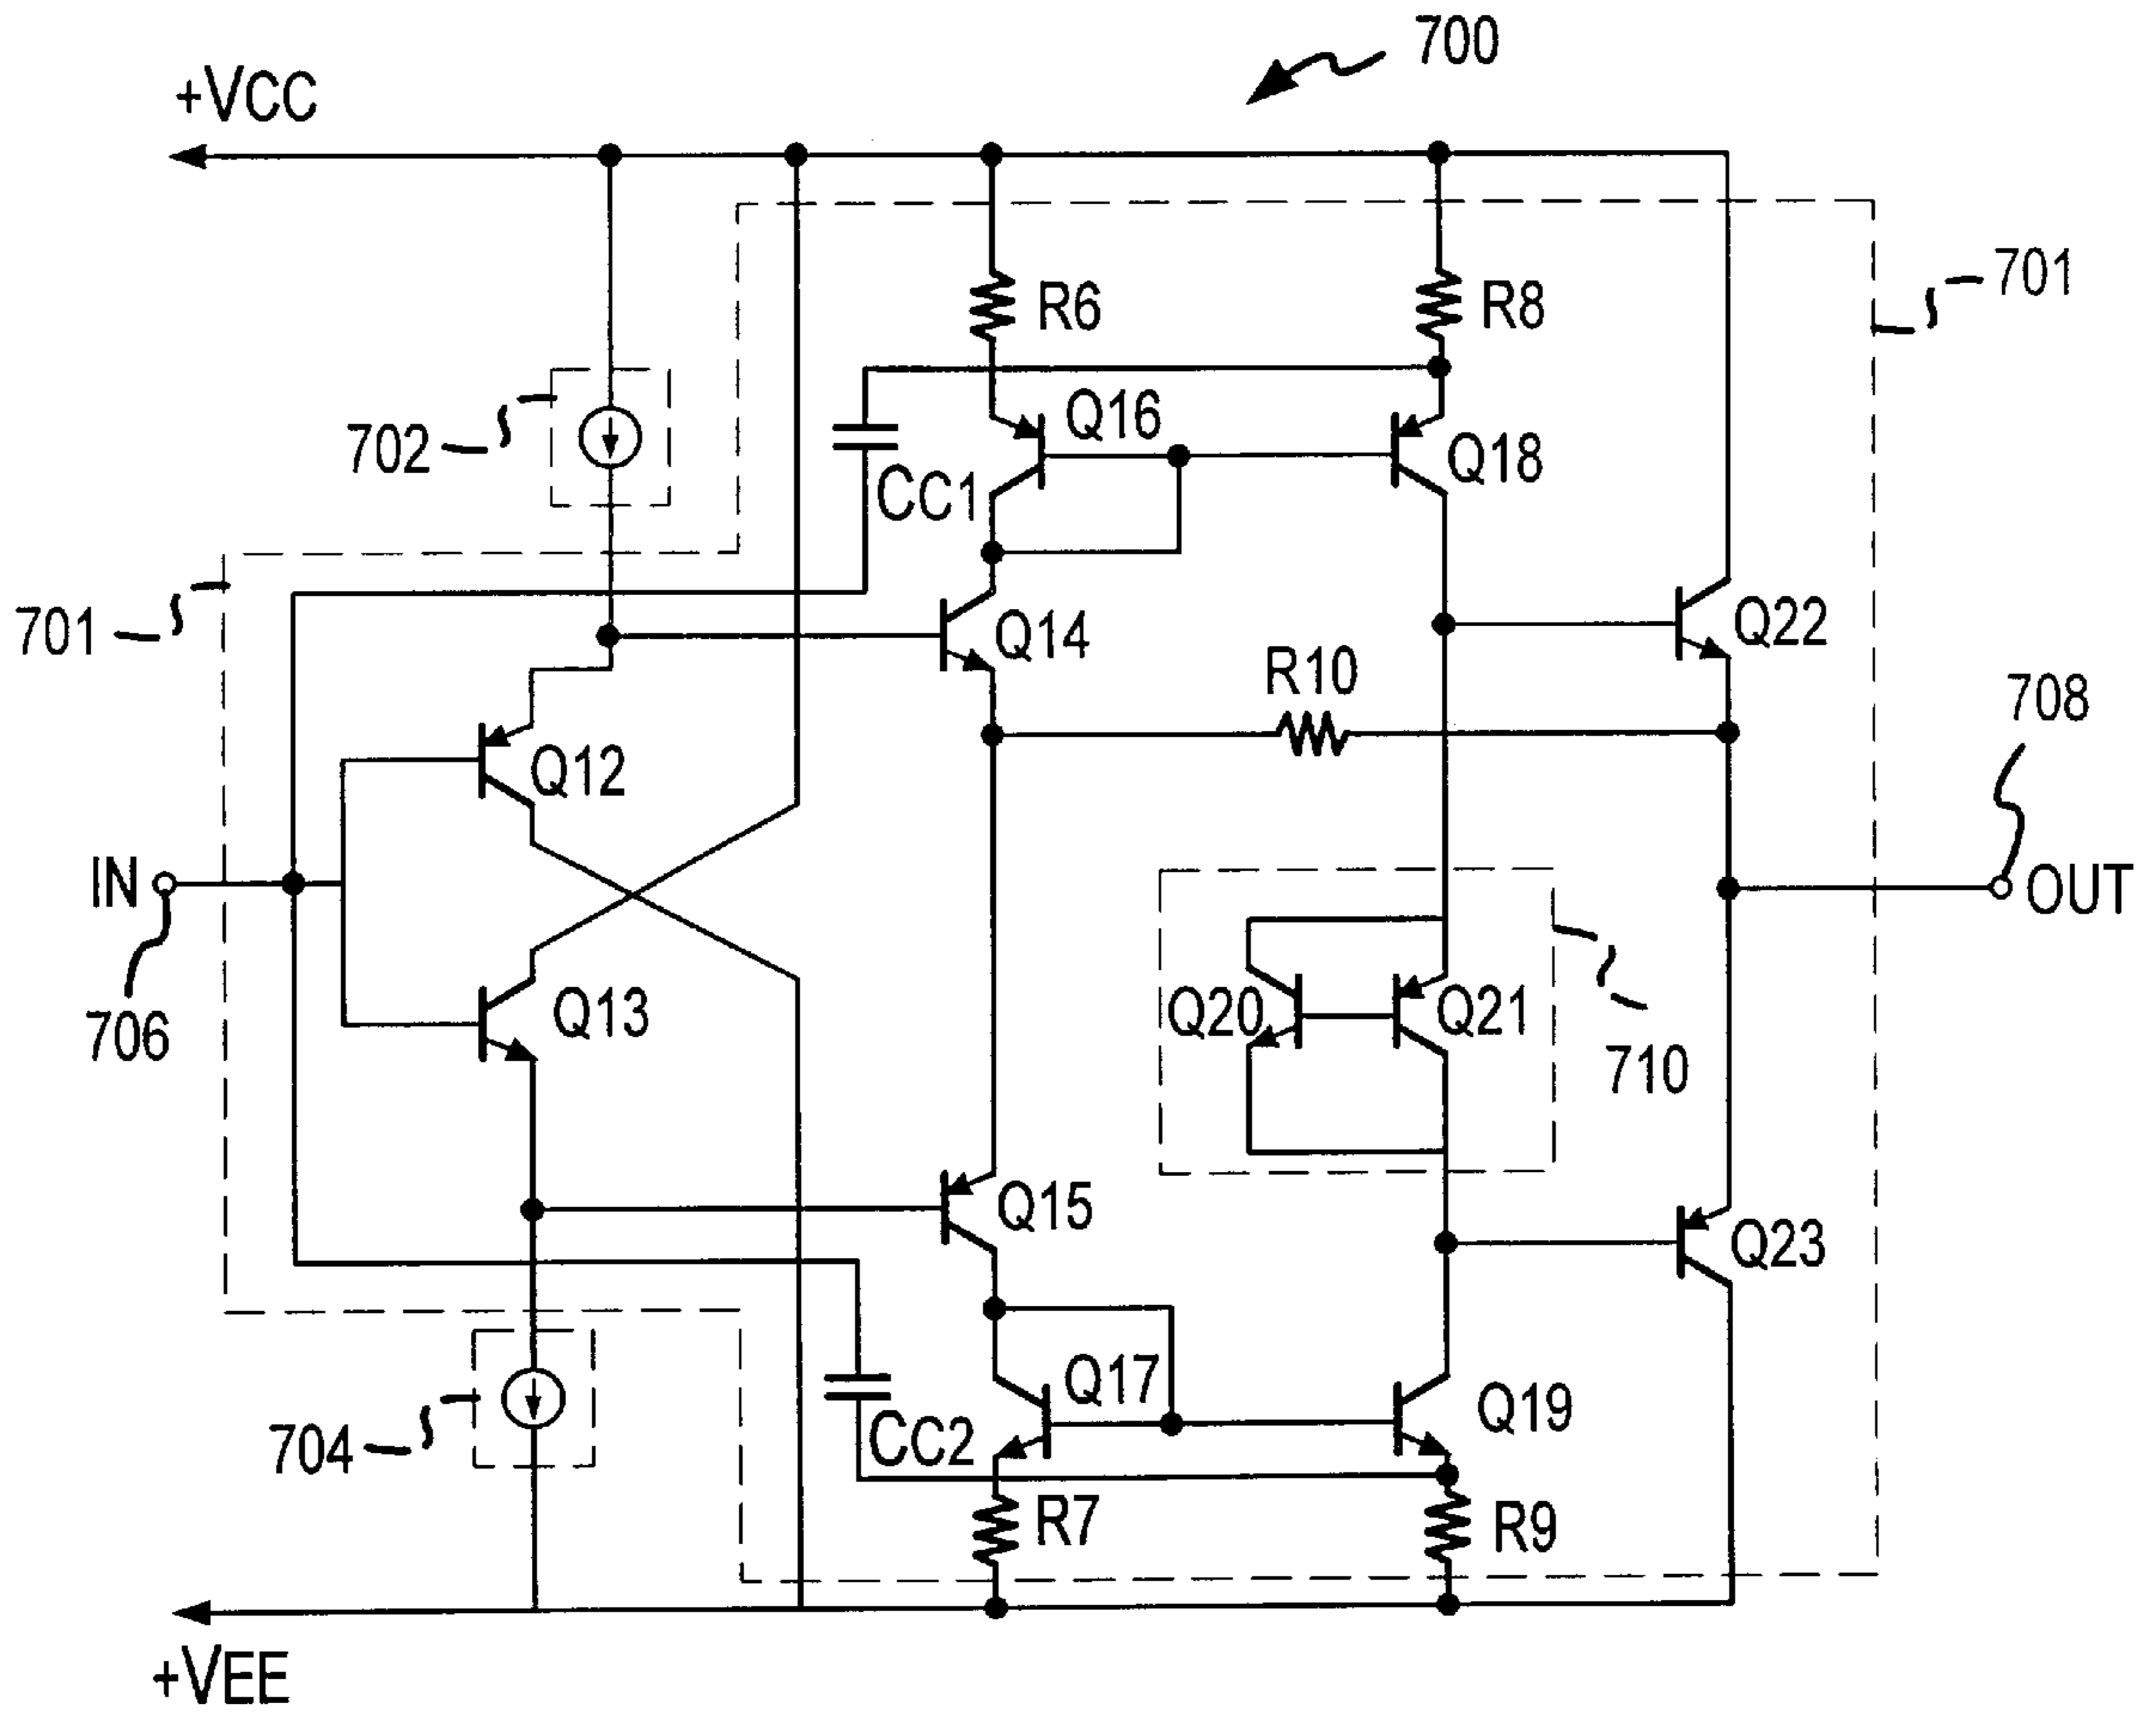 700
+VCC
R6
R8
701
Q16
702
Q18
CC1
701
Q14
Q22
R10
708
Q12
IN
OUT
Q20
Q21
Q13
706
710
Q15
Q23
Q17
Q19
704
CC2
R7
R9
+VEE